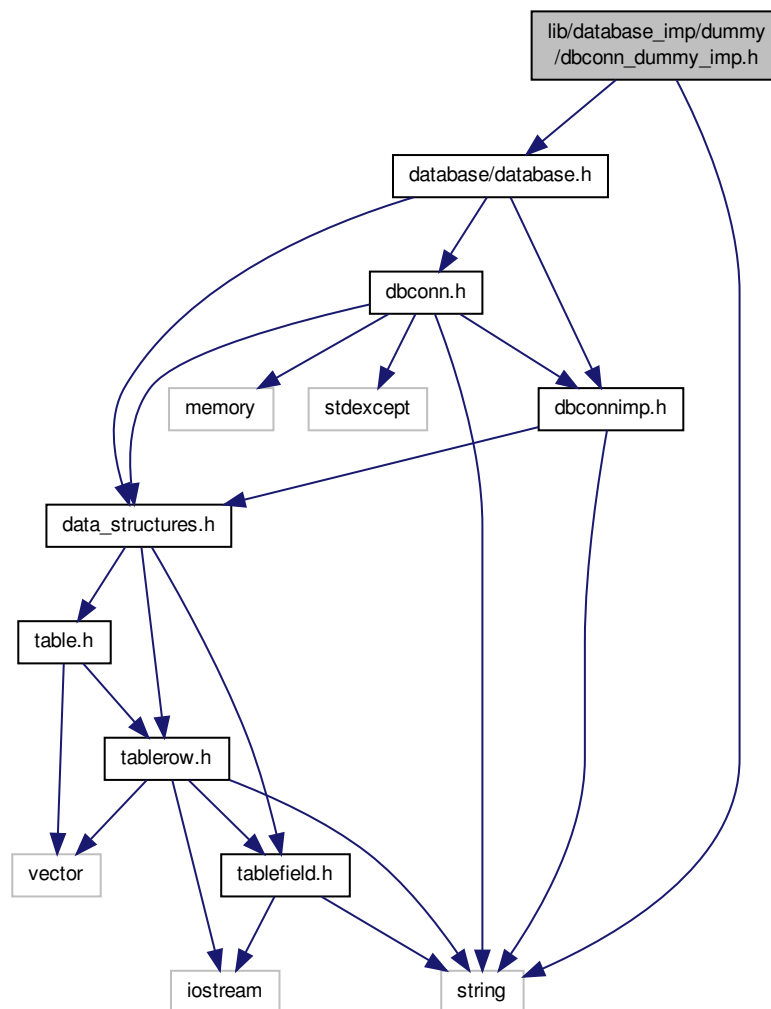 lib/database_imp/dummy
/dbconn_dummy_imp.h
database/database.h
dbconn.h
memory
stdexcept
dbconnimp.h
data_structures.h
table.h
tablerow.h
vector
tablefield.h
iostream
string